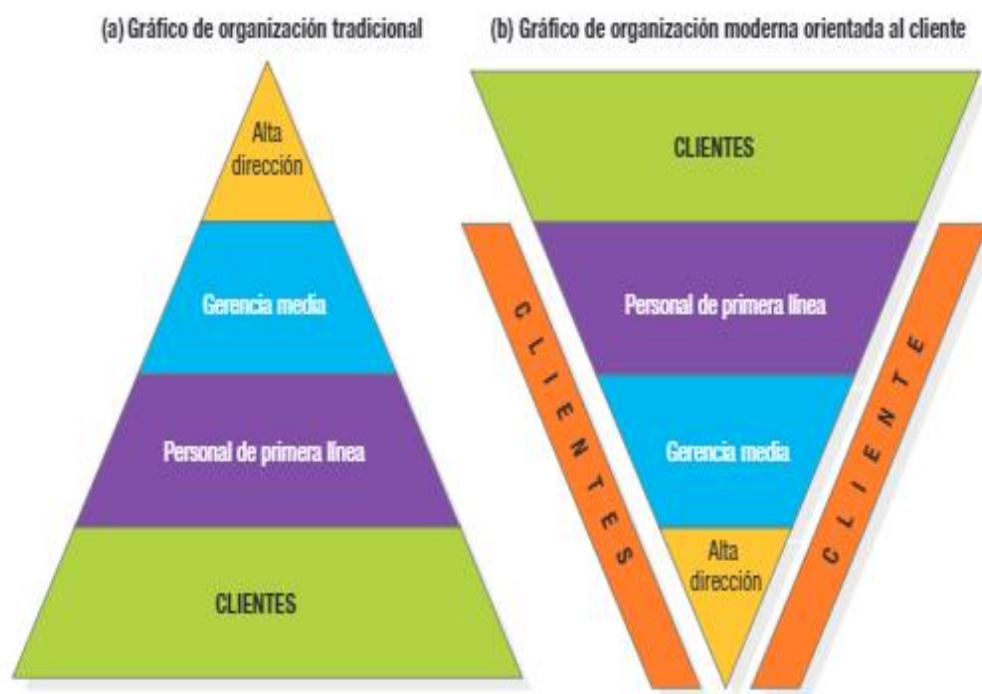 (a) Gráfico de organización tradicional
Alta
dirección
Gerencia media
Personal de primera línea
CLIENTES
(b) Gráfico de organización moderna orientada al cliente
CLIENTES
Personal de primera línea
Gerencia media
Alta
dirección
CLIENTES
CLIENTE